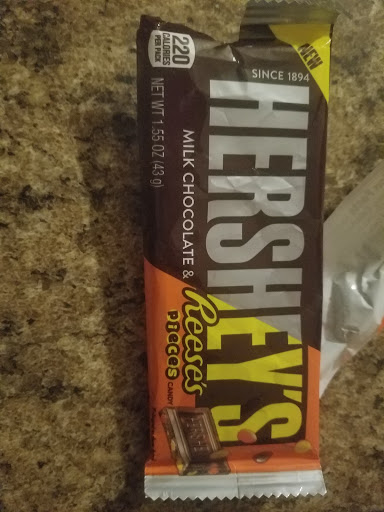 NEW
SINCE 1894
HERSHEY'S
MILK CHOCOLATE &
Reese's
PIECES
CANDY
220
CALORIES
PER PACK
NET WT 1.55 OZ (43 g)